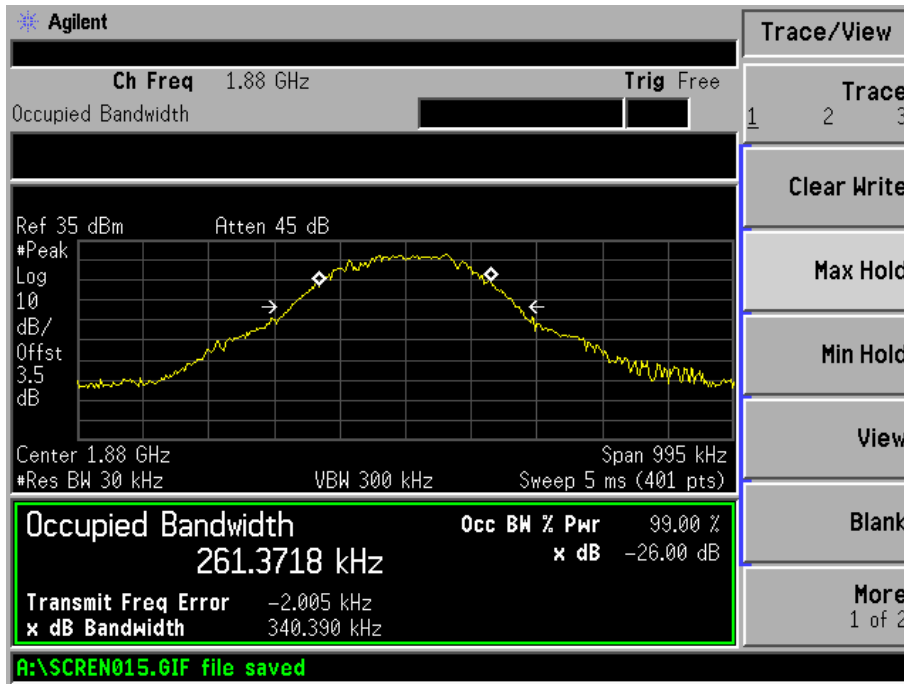 Agilent
Trace/View
Ch Freq 1.88 GHz Trig Free
Occupied Bandwidth
Trace
1 2 3
Clear Write
Max Hold
Min Hold
View
Blank
More
1 of 2
Ref 35 dBm Atten 45 dB
#Peak
Log
10
dB/
Offst
3.5
dB
Center 1.88 GHz Span 995 kHz
#Res BW 30 kHz VBW 300 kHz Sweep 5 ms (401 pts)
Occupied Bandwidth Occ BW % Pwr 99.00 %
261.3718 kHz x dB -26.00 dB
Transmit Freq Error -2.005 kHz
x dB Bandwidth 340.390 kHz
A:\SCREN015.GIF file saved